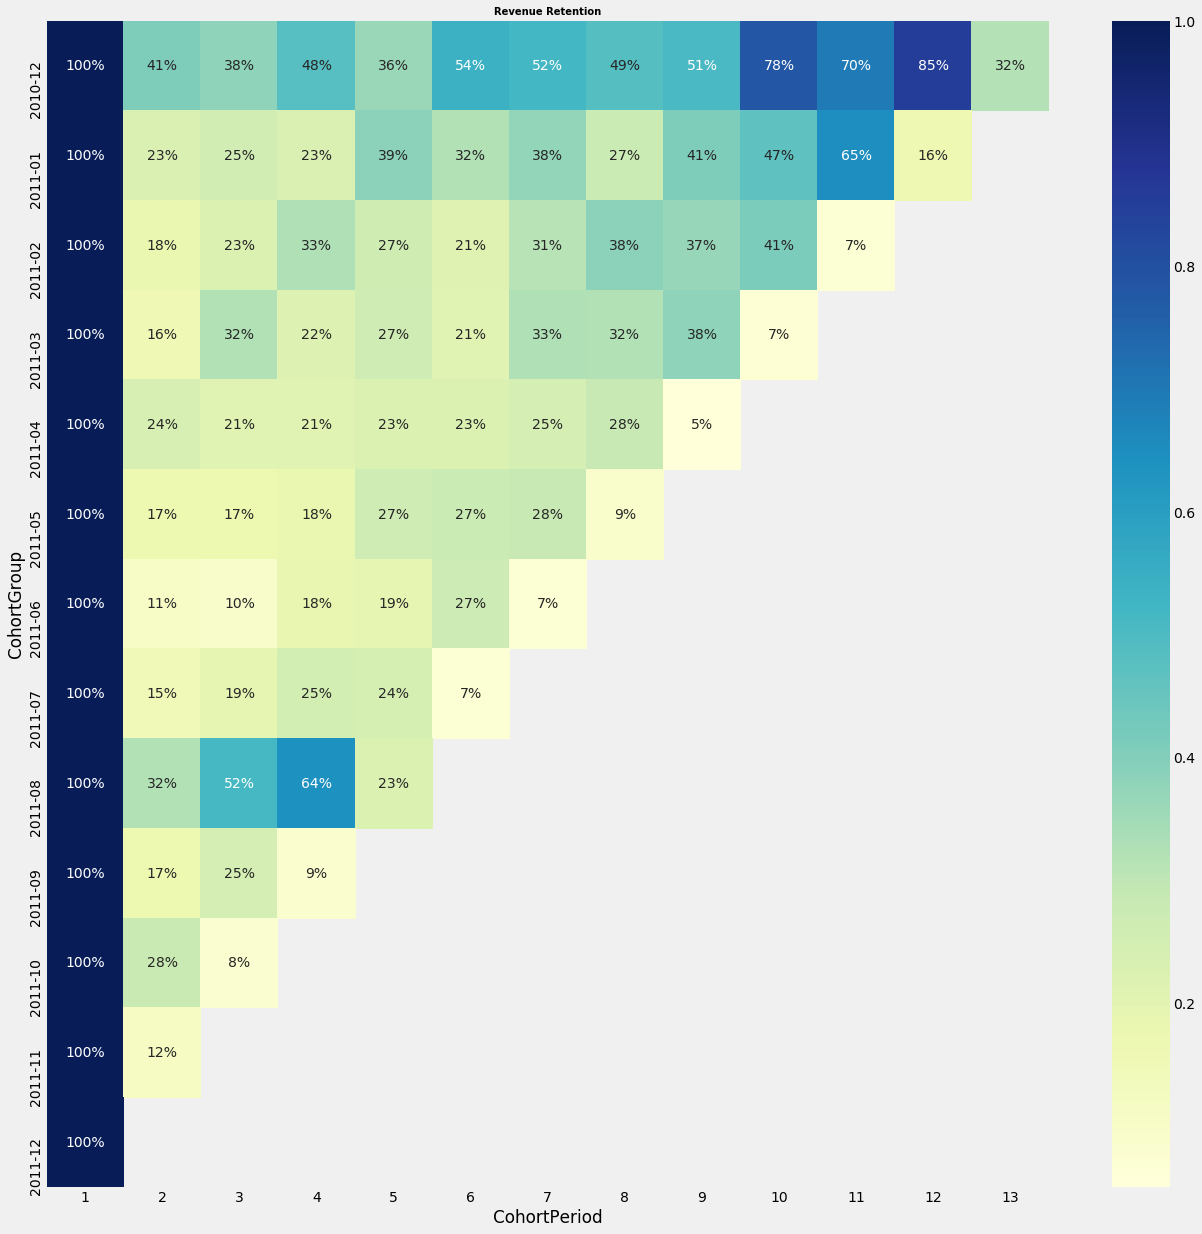 Revenue Retention
2010-12 100% 41% 38% 48% 36% 54% 52% 49% 51% 78% 70% 85% 32%
2011-01 100% 23% 25% 23% 39% 32% 38% 27% 41% 47% 65% 16%
2011-02 100% 18% 23% 33% 27% 21% 31% 38% 37% 41% 7%
2011-03 100% 16% 32% 22% 27% 21% 33% 32% 38% 7%
2011-04 100% 24% 21% 21% 23% 23% 25% 28% 5%
2011-05 100% 17% 17% 18% 27% 27% 28% 9%
2011-06 100% 11% 10% 18% 19% 27% 7%
2011-07 100% 15% 19% 25% 24% 7%
2011-08 100% 32% 52% 64% 23%
2011-09 100% 17% 25% 9%
2011-10 100% 28% 8%
2011-11 100% 12%
2011-12 100%
1 2 3 4 5 6 7 8 9 10 11 12 13
CohortPeriod
CohortGroup
1.0
0.8
0.6
0.4
0.2